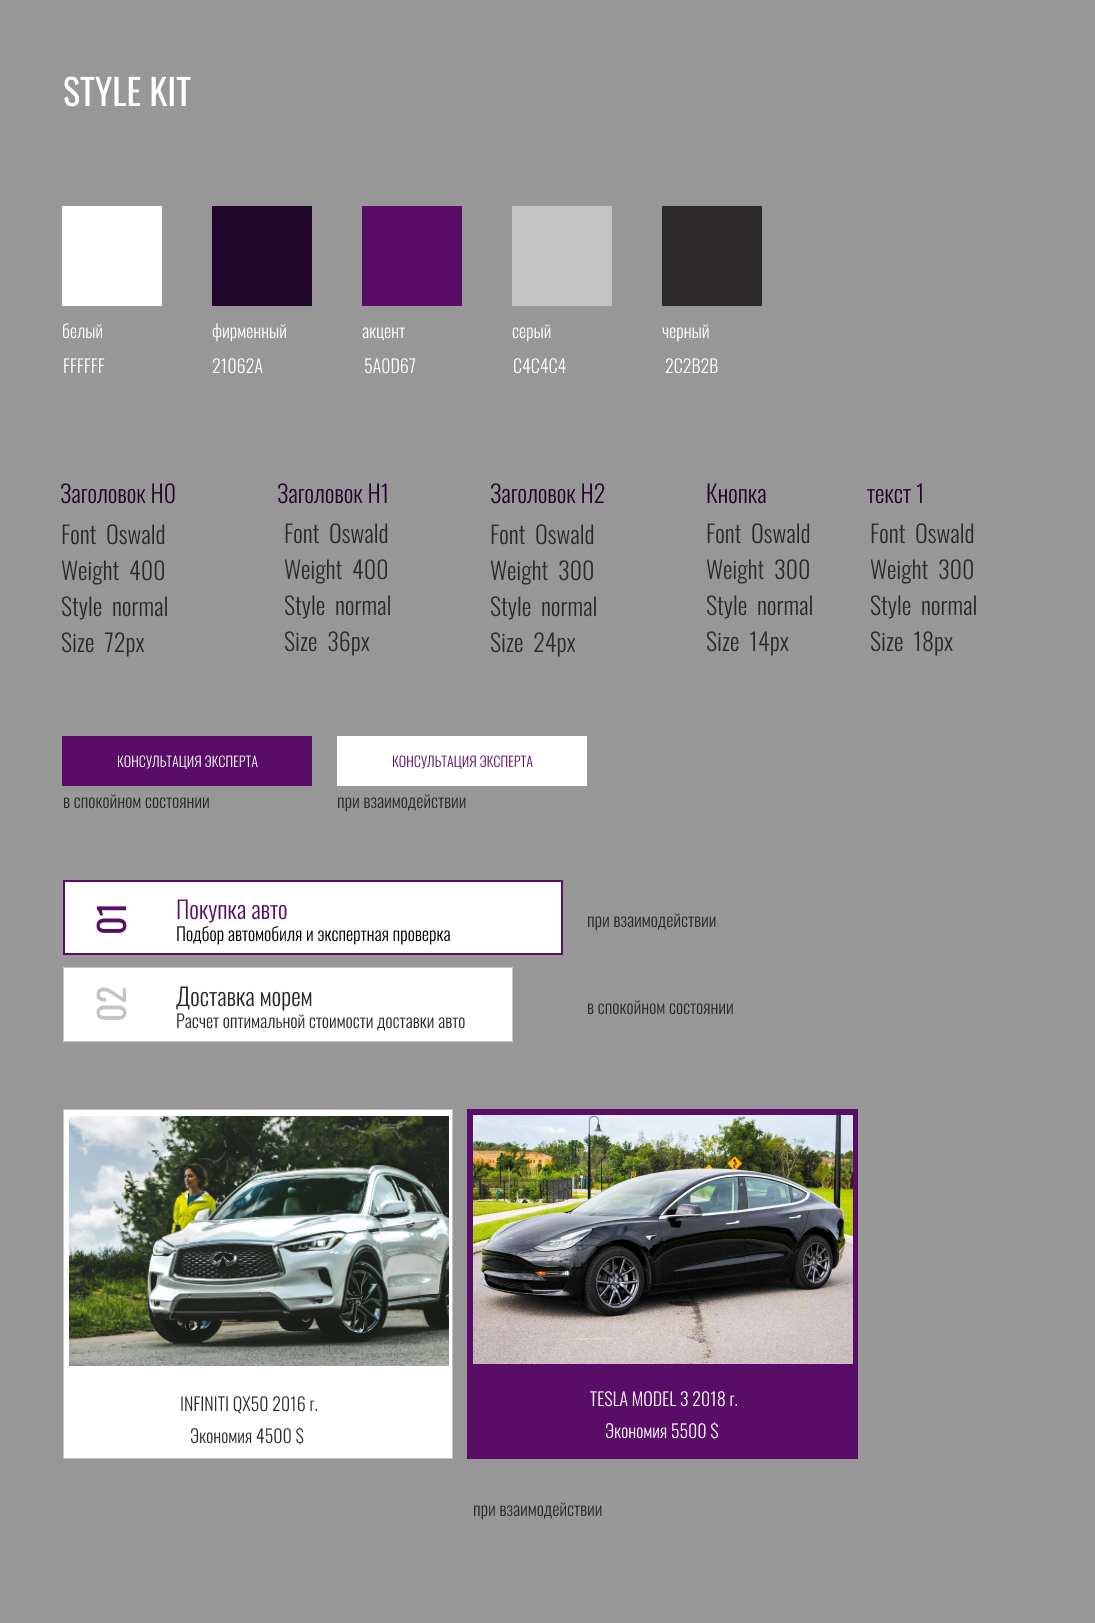 STYLE KIT
белый
фирменный
акцент
серый
черный
FFFFFF
21062A
5A0D67
C4C4C4
2C2B2B
Заголовок H0
Font Oswald
Weight 400
Style normal
Size 72px
Заголовок H1
Font Oswald
Weight 400
Style normal
Size 36px
Заголовок H2
Font Oswald
Weight 300
Style normal
Size 24px
Кнопка
Font Oswald
Weight 300
Style normal
Size 14px
текст 1
Font Oswald
Weight 300
Style normal
Size 18px
КОНСУЛЬТАЦИЯ ЭКСПЕРТА
в спокойном состоянии
КОНСУЛЬТАЦИЯ ЭКСПЕРТА
при взаимодействии
01
Покупка авто
Подбор автомобиля и экспертная проверка
при взаимодействии
02
Доставка морем
Расчет оптимальной стоимости доставки авто
в спокойном состоянии
INFINITI QX50 2016 г.
Экономия 4500 $
TESLA MODEL 3 2018 г.
Экономия 5500 $
при взаимодействии